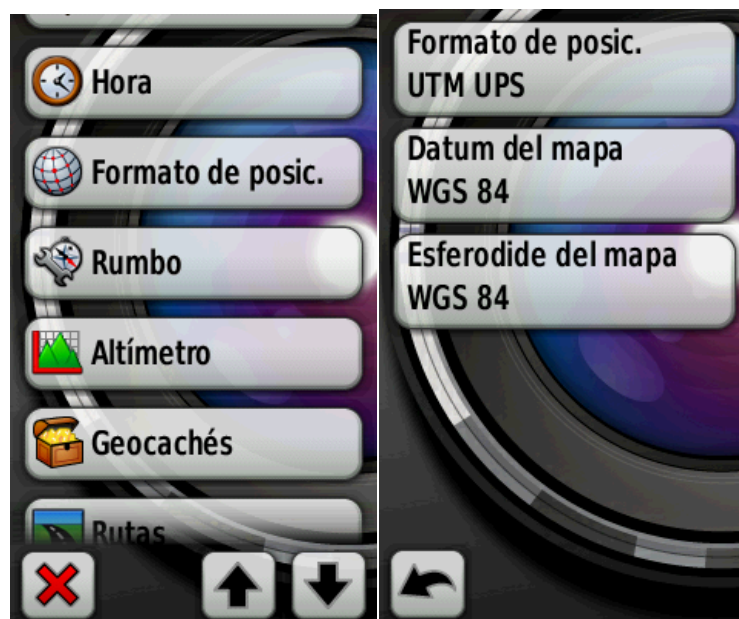 Hora
Formato de posic.
Rumbo
Altímetro
Geocachés
Rutas
Formato de posic.
UTM UPS
Datum del mapa
WGS 84
Esferodide del mapa
WGS 84